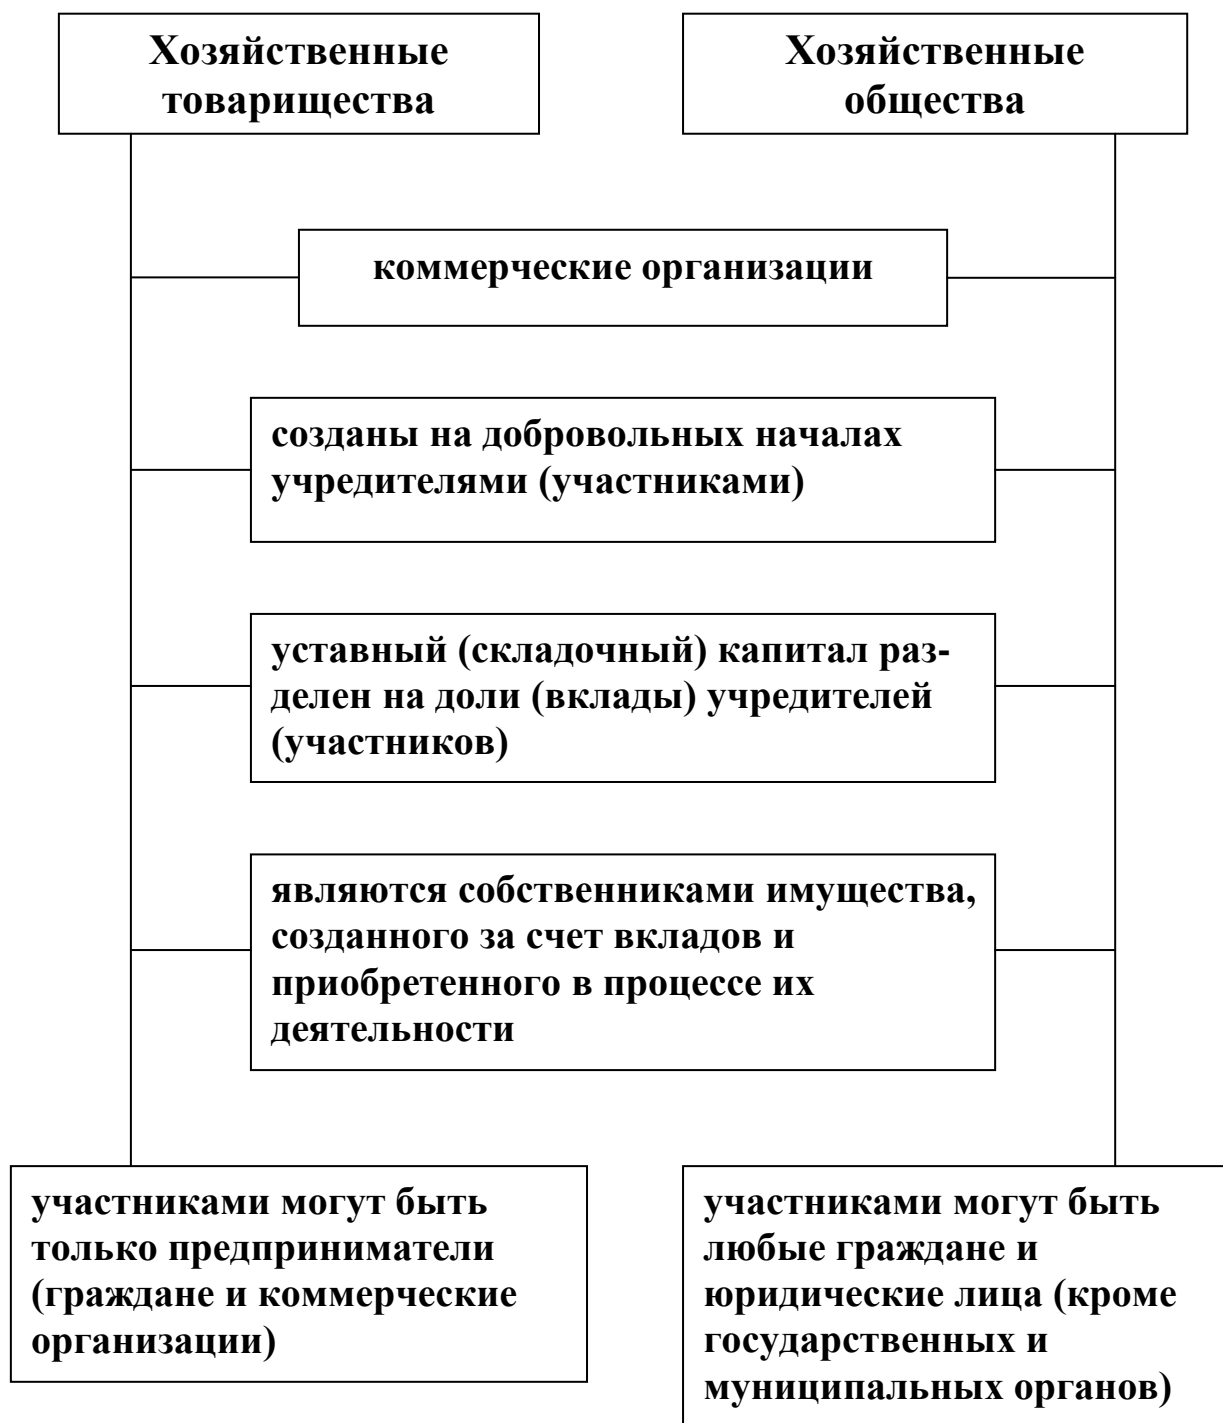 Хозяйственные
товарищества
Хозяйственные
общества
коммерческие организации
созданы на добровольных началах
учредителями (участниками)
уставный (складочный) капитал раз-
делен на доли (вклады) учредителей
(участников)
являются собственниками имущества,
созданного за счет вкладов и
приобретенного в процессе их
деятельности
участниками могут быть
только предприниматели
(граждане и коммерческие
организации)
участниками могут быть
любые граждане и
юридические лица (кроме
государственных и
муниципальных органов)